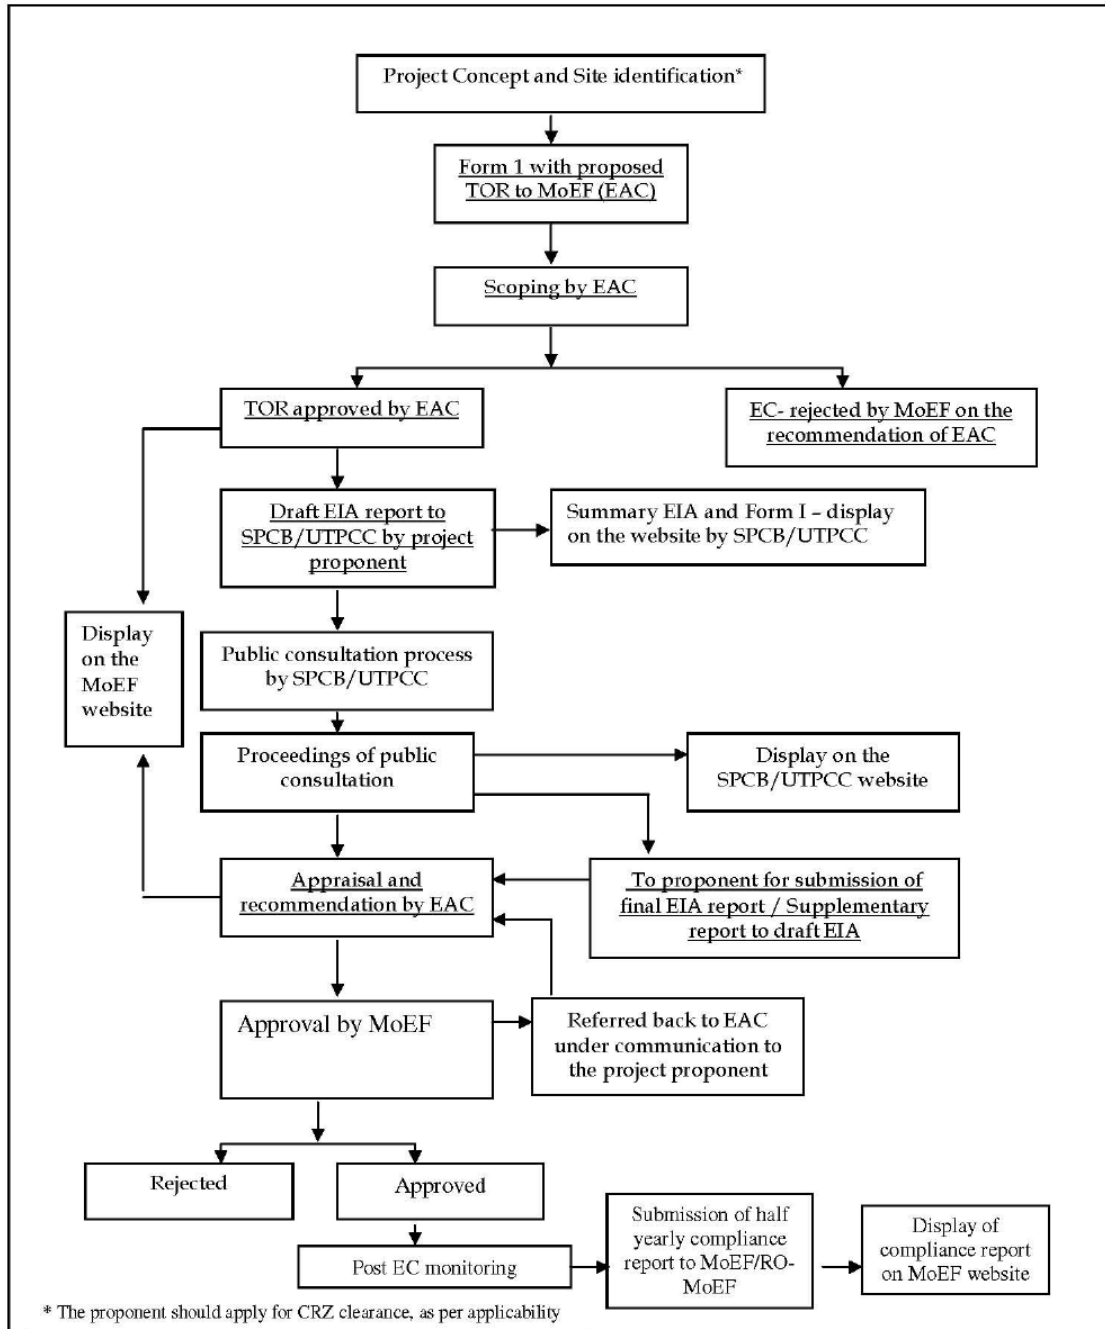 Project Concept and Site identification*
Form 1 with proposed
TOR to MoEF (EAC)
Scoping by EAC
TOR approved by EAC
EC- rejected by MoEF on the
recommendation of EAC
Draft EIA report to
SPCB/UTPCC by project
proponent
Summary EIA and Form I – display
on the website by SPCB/UTPCC
Display
on the
MoEF
website
Public consultation process
by SPCB/UTPCC
Proceedings of public
consultation
Display on the
SPCB/UTPCC website
Appraisal and
recommendation by EAC
To proponent for submission of
final EIA report / Supplementary
report to draft EIA
Approval by MoEF
Referred back to EAC
under communication to
the project proponent
Rejected
Approved
Post EC monitoring
Submission of half
yearly compliance
report to MoEF/RO-
MoEF
Display of
compliance report
on MoEF website
* The proponent should apply for CRZ clearance, as per applicability